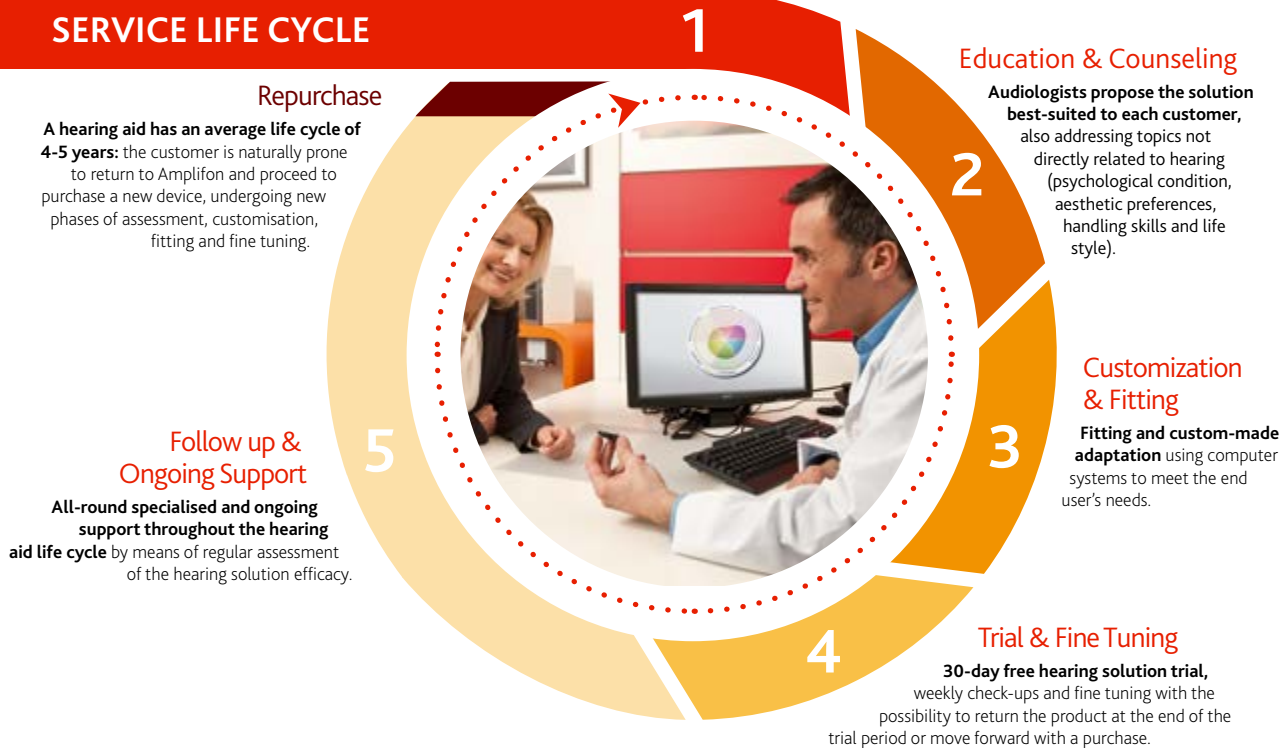 SERVICE LIFE CYCLE
1
Education & Counseling
Audiologists propose the solution
best-suited to each customer,
also addressing topics not
directly related to hearing
(psychological condition,
aesthetic preferences,
handling skills and life
style).
2
Customization
& Fitting
Fitting and custom-made
adaptation using computer
systems to meet the end
user's needs.
3
Trial & Fine Tuning
30-day free hearing solution trial,
weekly check-ups and fine tuning with the
possibility to return the product at the end of the
trial period or move forward with a purchase.
4
Follow up &
Ongoing Support
All-round specialised and ongoing
support throughout the hearing
aid life cycle by means of regular assessment
of the hearing solution efficacy.
5
Repurchase
A hearing aid has an average life cycle of
4-5 years: the customer is naturally prone
to return to Amplifon and proceed to
purchase a new device, undergoing new
phases of assessment, customisation,
fitting and fine tuning.